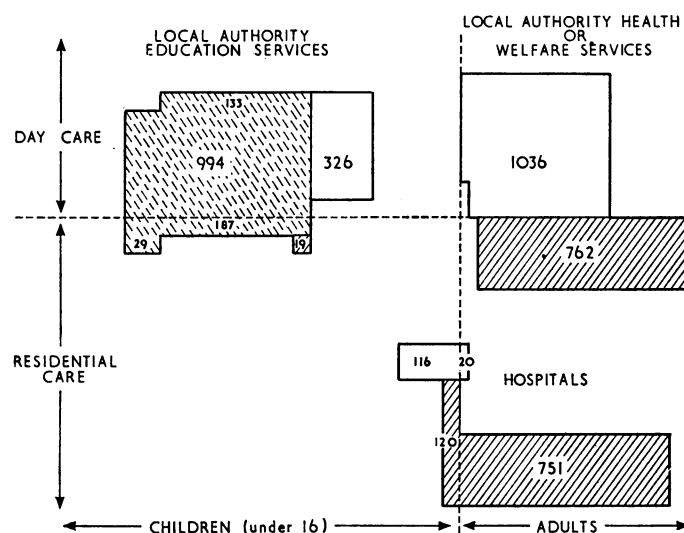 LOCAL AUTHORITY
EDUCATION SERVICES
LOCAL AUTHORITY HEALTH
OR
WELFARE SERVICES
DAY CARE
133
994
326
1036
187
29
19
762
RESIDENTIAL
CARE
116
20
HOSPITALS
120
751
CHILDREN (under 16)
ADULTS